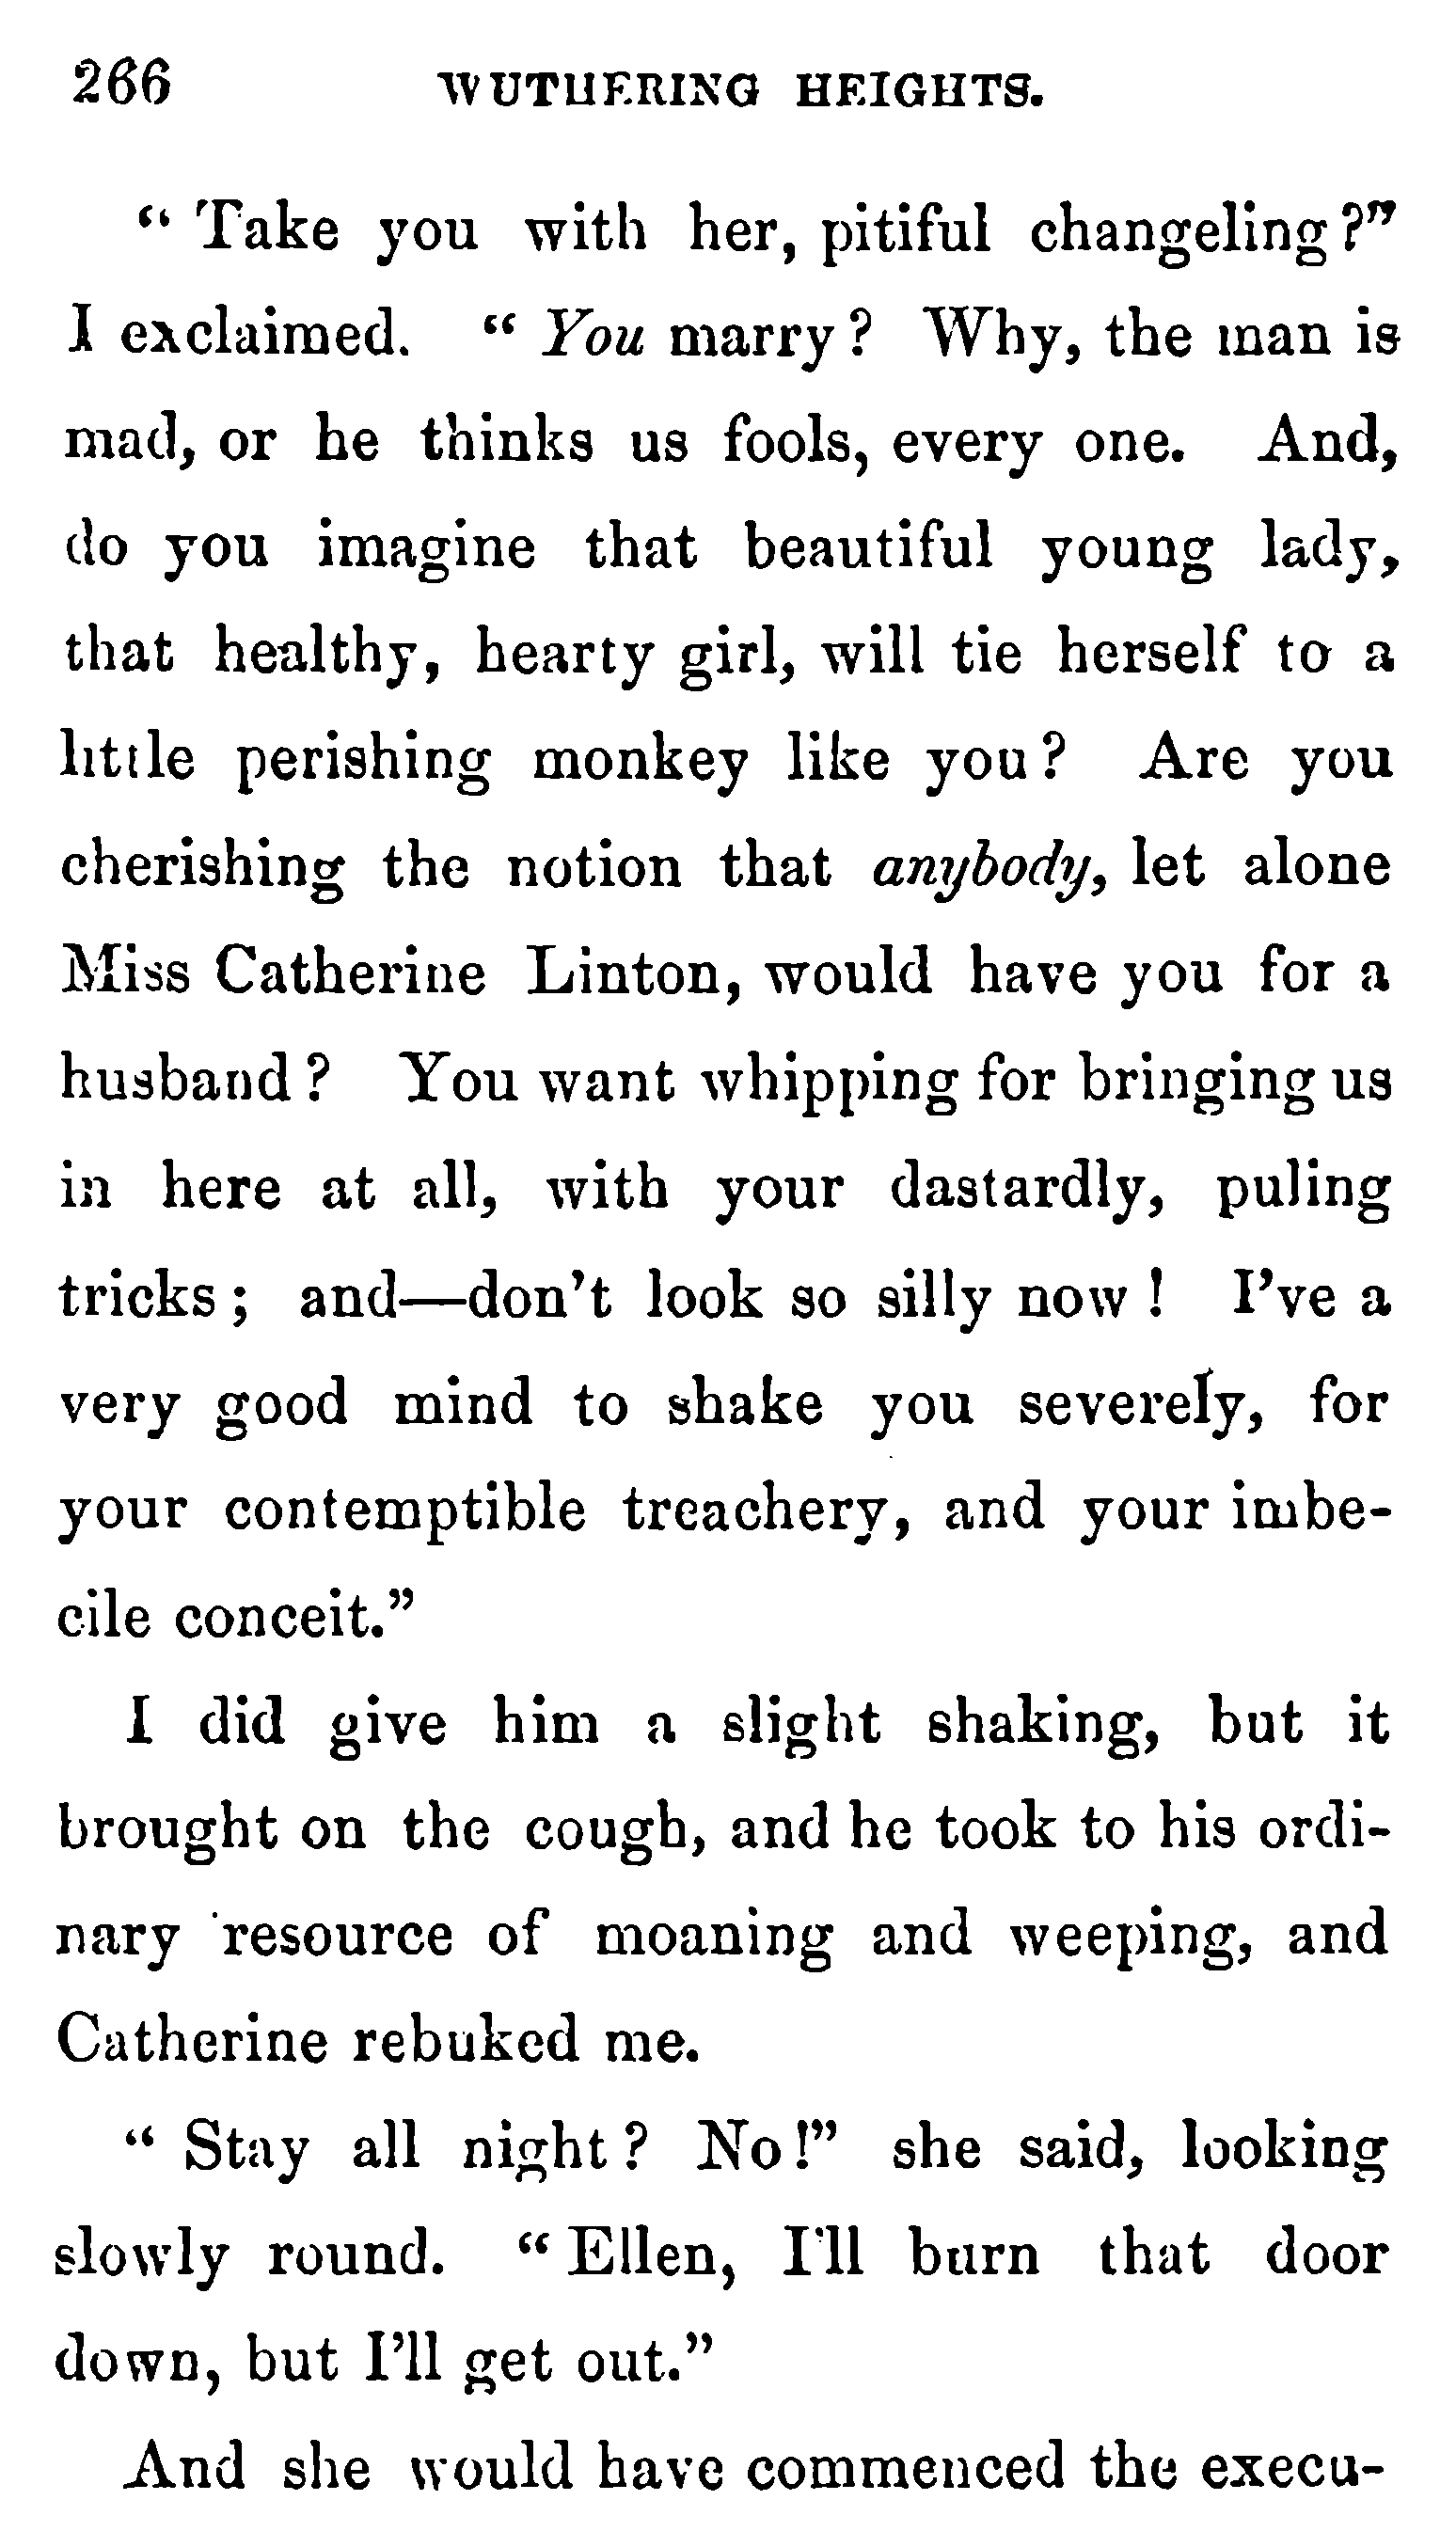 266 WUTHERING HEIGHTS.
“ Take you with her, pitiful changeling?”
I exclaimed. “ You marry? Why, the man is
mad, or he thinks us fools, every one. And,
do you imagine that beautiful young lady,
that healthy, hearty girl, will tie herself to a
little perishing monkey like you? Are you
cherishing the notion that anybody, let alone
Miss Catherine Linton, would have you for a
husband? You want whipping for bringing us
in here at all, with your dastardly, puling
tricks; and—don’t look so silly now! I’ve a
very good mind to shake you severely, for
your contemptible treachery, and your imbe-
cile conceit.”
I did give him a slight shaking, but it
brought on the cough, and he took to his ordi-
nary resource of moaning and weeping, and
Catherine rebuked me.
“ Stay all night? No!” she said, looking
slowly round. “ Ellen, I’ll burn that door
down, but I’ll get out.”
And she would have commenced the execu-